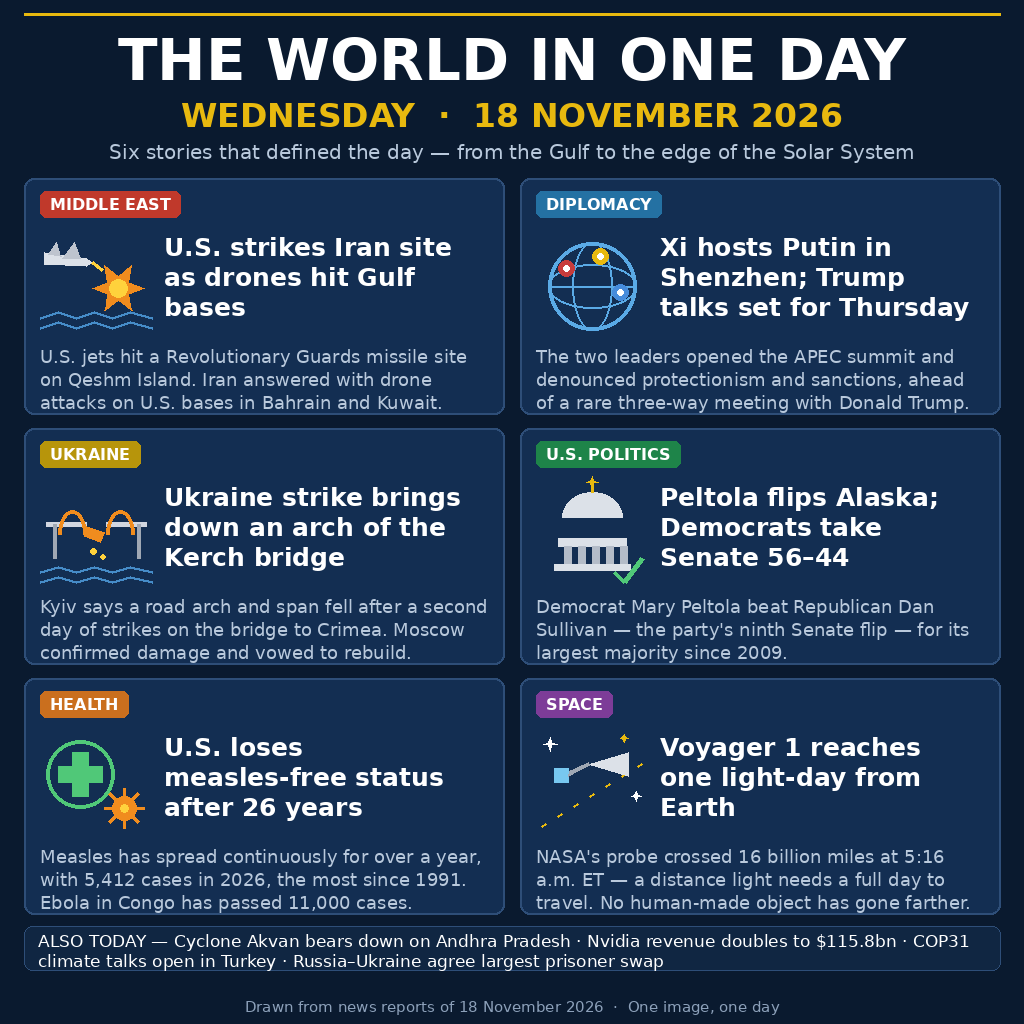 THE WORLD IN ONE DAY
WEDNESDAY · 18 NOVEMBER 2026
Six stories that defined the day — from the Gulf to the edge of the Solar System
MIDDLE EAST
U.S. strikes Iran site
as drones hit Gulf
bases
U.S. jets hit a Revolutionary Guards missile site
on Qeshm Island. Iran answered with drone
attacks on U.S. bases in Bahrain and Kuwait.
DIPLOMACY
Xi hosts Putin in
Shenzhen; Trump
talks set for Thursday
The two leaders opened the APEC summit and
denounced protectionism and sanctions, ahead
of a rare three-way meeting with Donald Trump.
UKRAINE
Ukraine strike brings
down an arch of the
Kerch bridge
Kyiv says a road arch and span fell after a second
day of strikes on the bridge to Crimea. Moscow
confirmed damage and vowed to rebuild.
U.S. POLITICS
Peltola flips Alaska;
Democrats take
Senate 56–44
Democrat Mary Peltola beat Republican Dan
Sullivan — the party's ninth Senate flip — for its
largest majority since 2009.
HEALTH
U.S. loses
measles-free status
after 26 years
Measles has spread continuously for over a year,
with 5,412 cases in 2026, the most since 1991.
Ebola in Congo has passed 11,000 cases.
SPACE
Voyager 1 reaches
one light-day from
Earth
NASA's probe crossed 16 billion miles at 5:16
a.m. ET — a distance light needs a full day to
travel. No human-made object has gone farther.
ALSO TODAY — Cyclone Akvan bears down on Andhra Pradesh · Nvidia revenue doubles to $115.8bn · COP31
climate talks open in Turkey · Russia–Ukraine agree largest prisoner swap
Drawn from news reports of 18 November 2026 · One image, one day